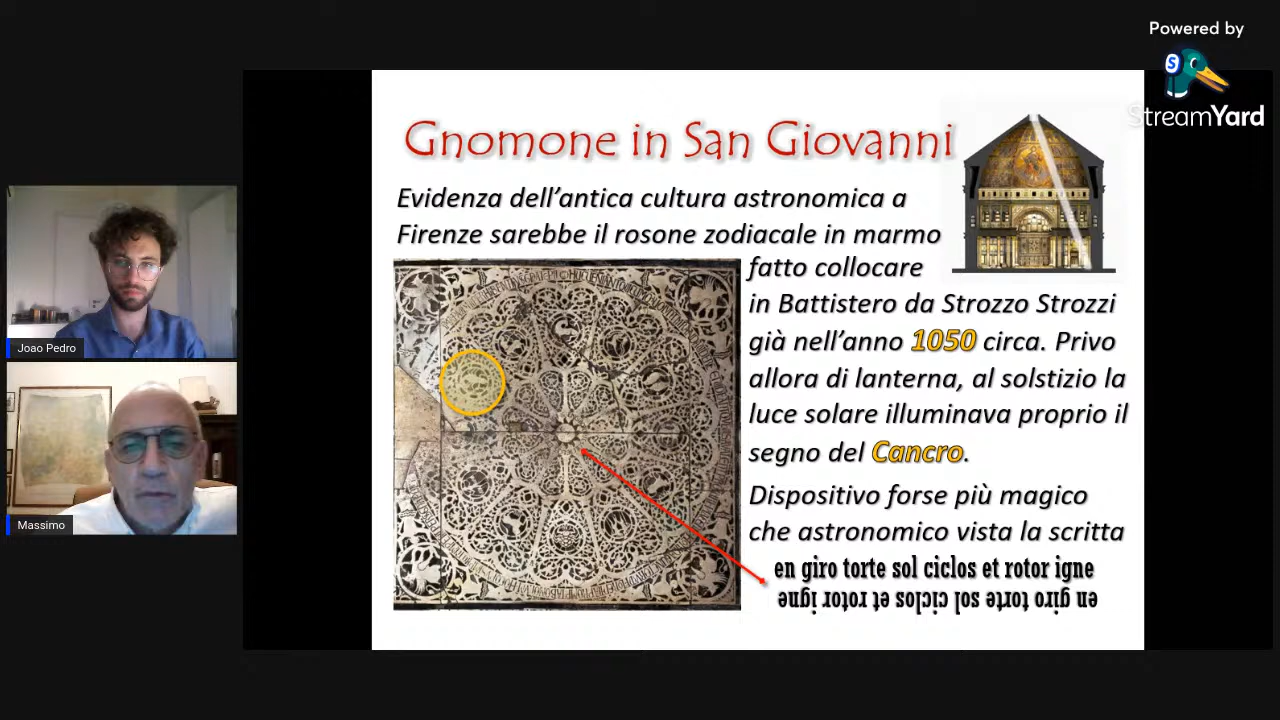 Powered by
S
StreamYard
Gnomone in San Giovanni
Evidenza dell’antica cultura astronomica a
Firenze sarebbe il rosone zodiacale in marmo
fatto collocare
in Battistero da Strozzo Strozzi
già nell’anno 1050 circa. Privo
allora di lanterna, al solstizio la
luce solare illuminava proprio il
segno del Cancro.
Dispositivo forse più magico
che astronomico vista la scritta
en giro torte sol ciclos et rotor igne
en giro torte sol ciclos et rotor igne
Joao Pedro
Massimo